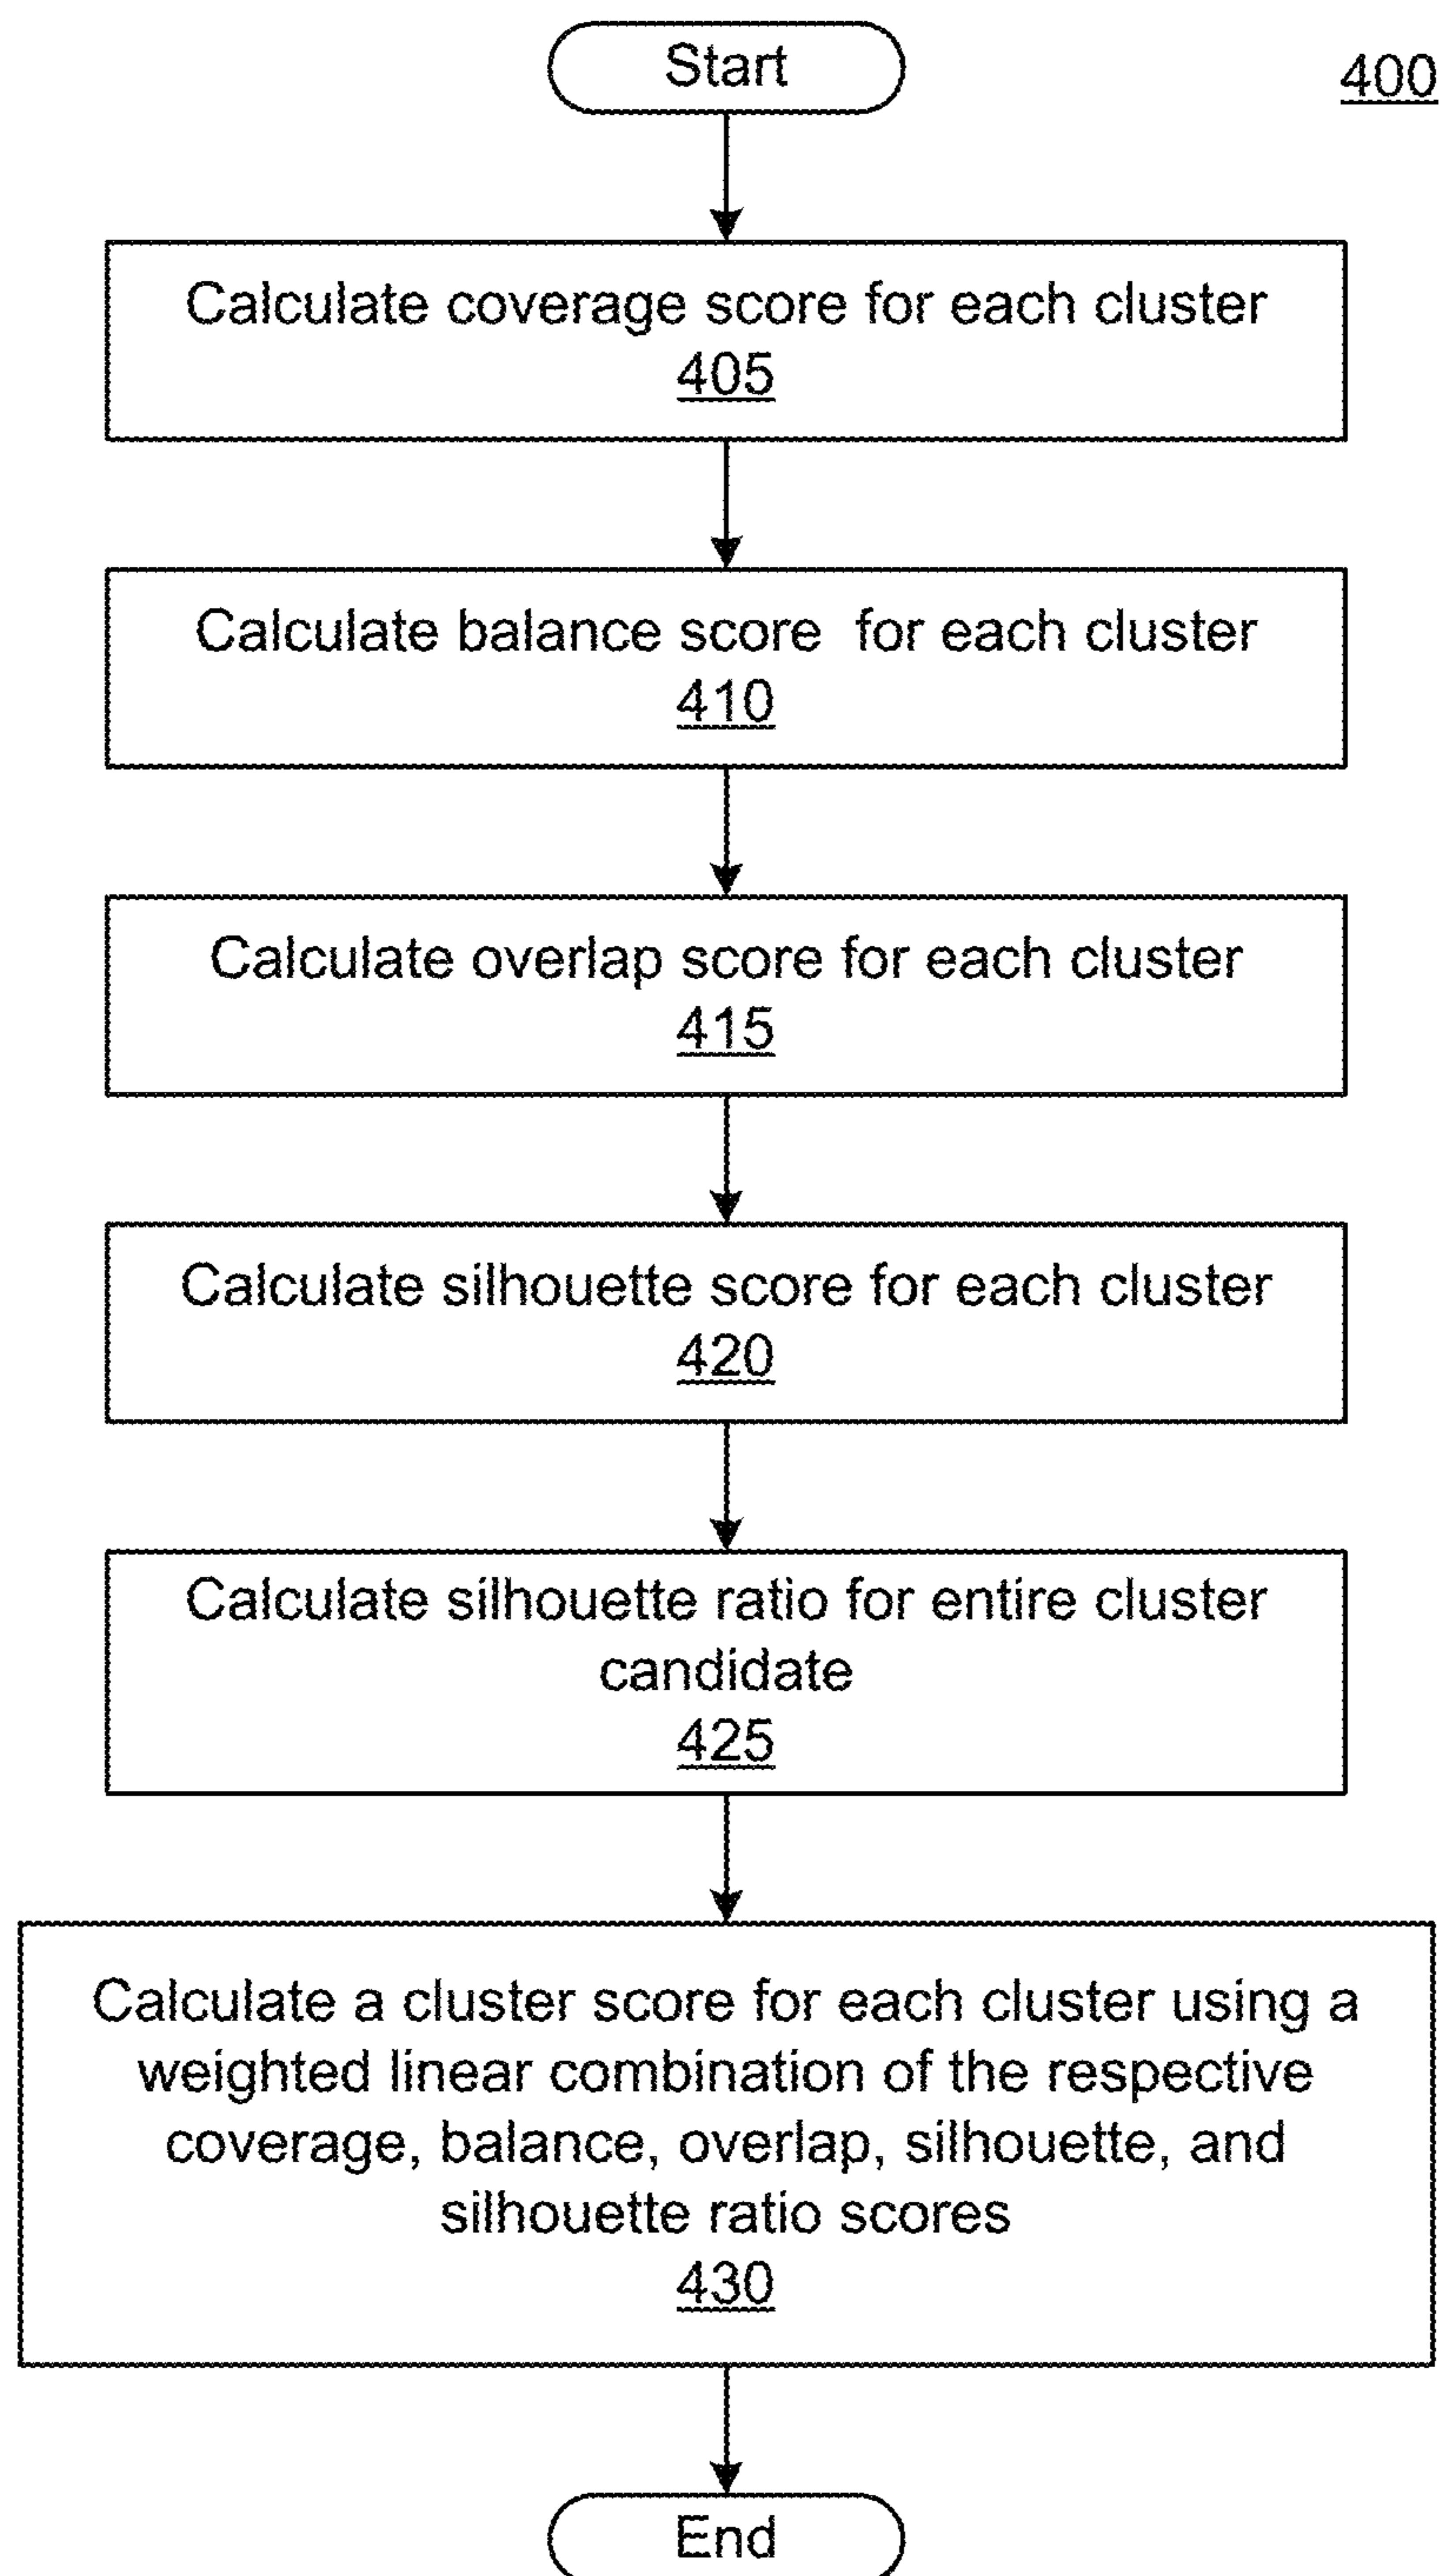 Start
400
Calculate coverage score for each cluster
405
Calculate balance score  for each cluster
410
Calculate overlap score for each cluster
415
Calculate silhouette score for each cluster
420
Calculate silhouette ratio for entire cluster
candidate
425
Calculate a cluster score for each cluster using a
weighted linear combination of the respective
coverage, balance, overlap, silhouette, and
silhouette ratio scores
430
End